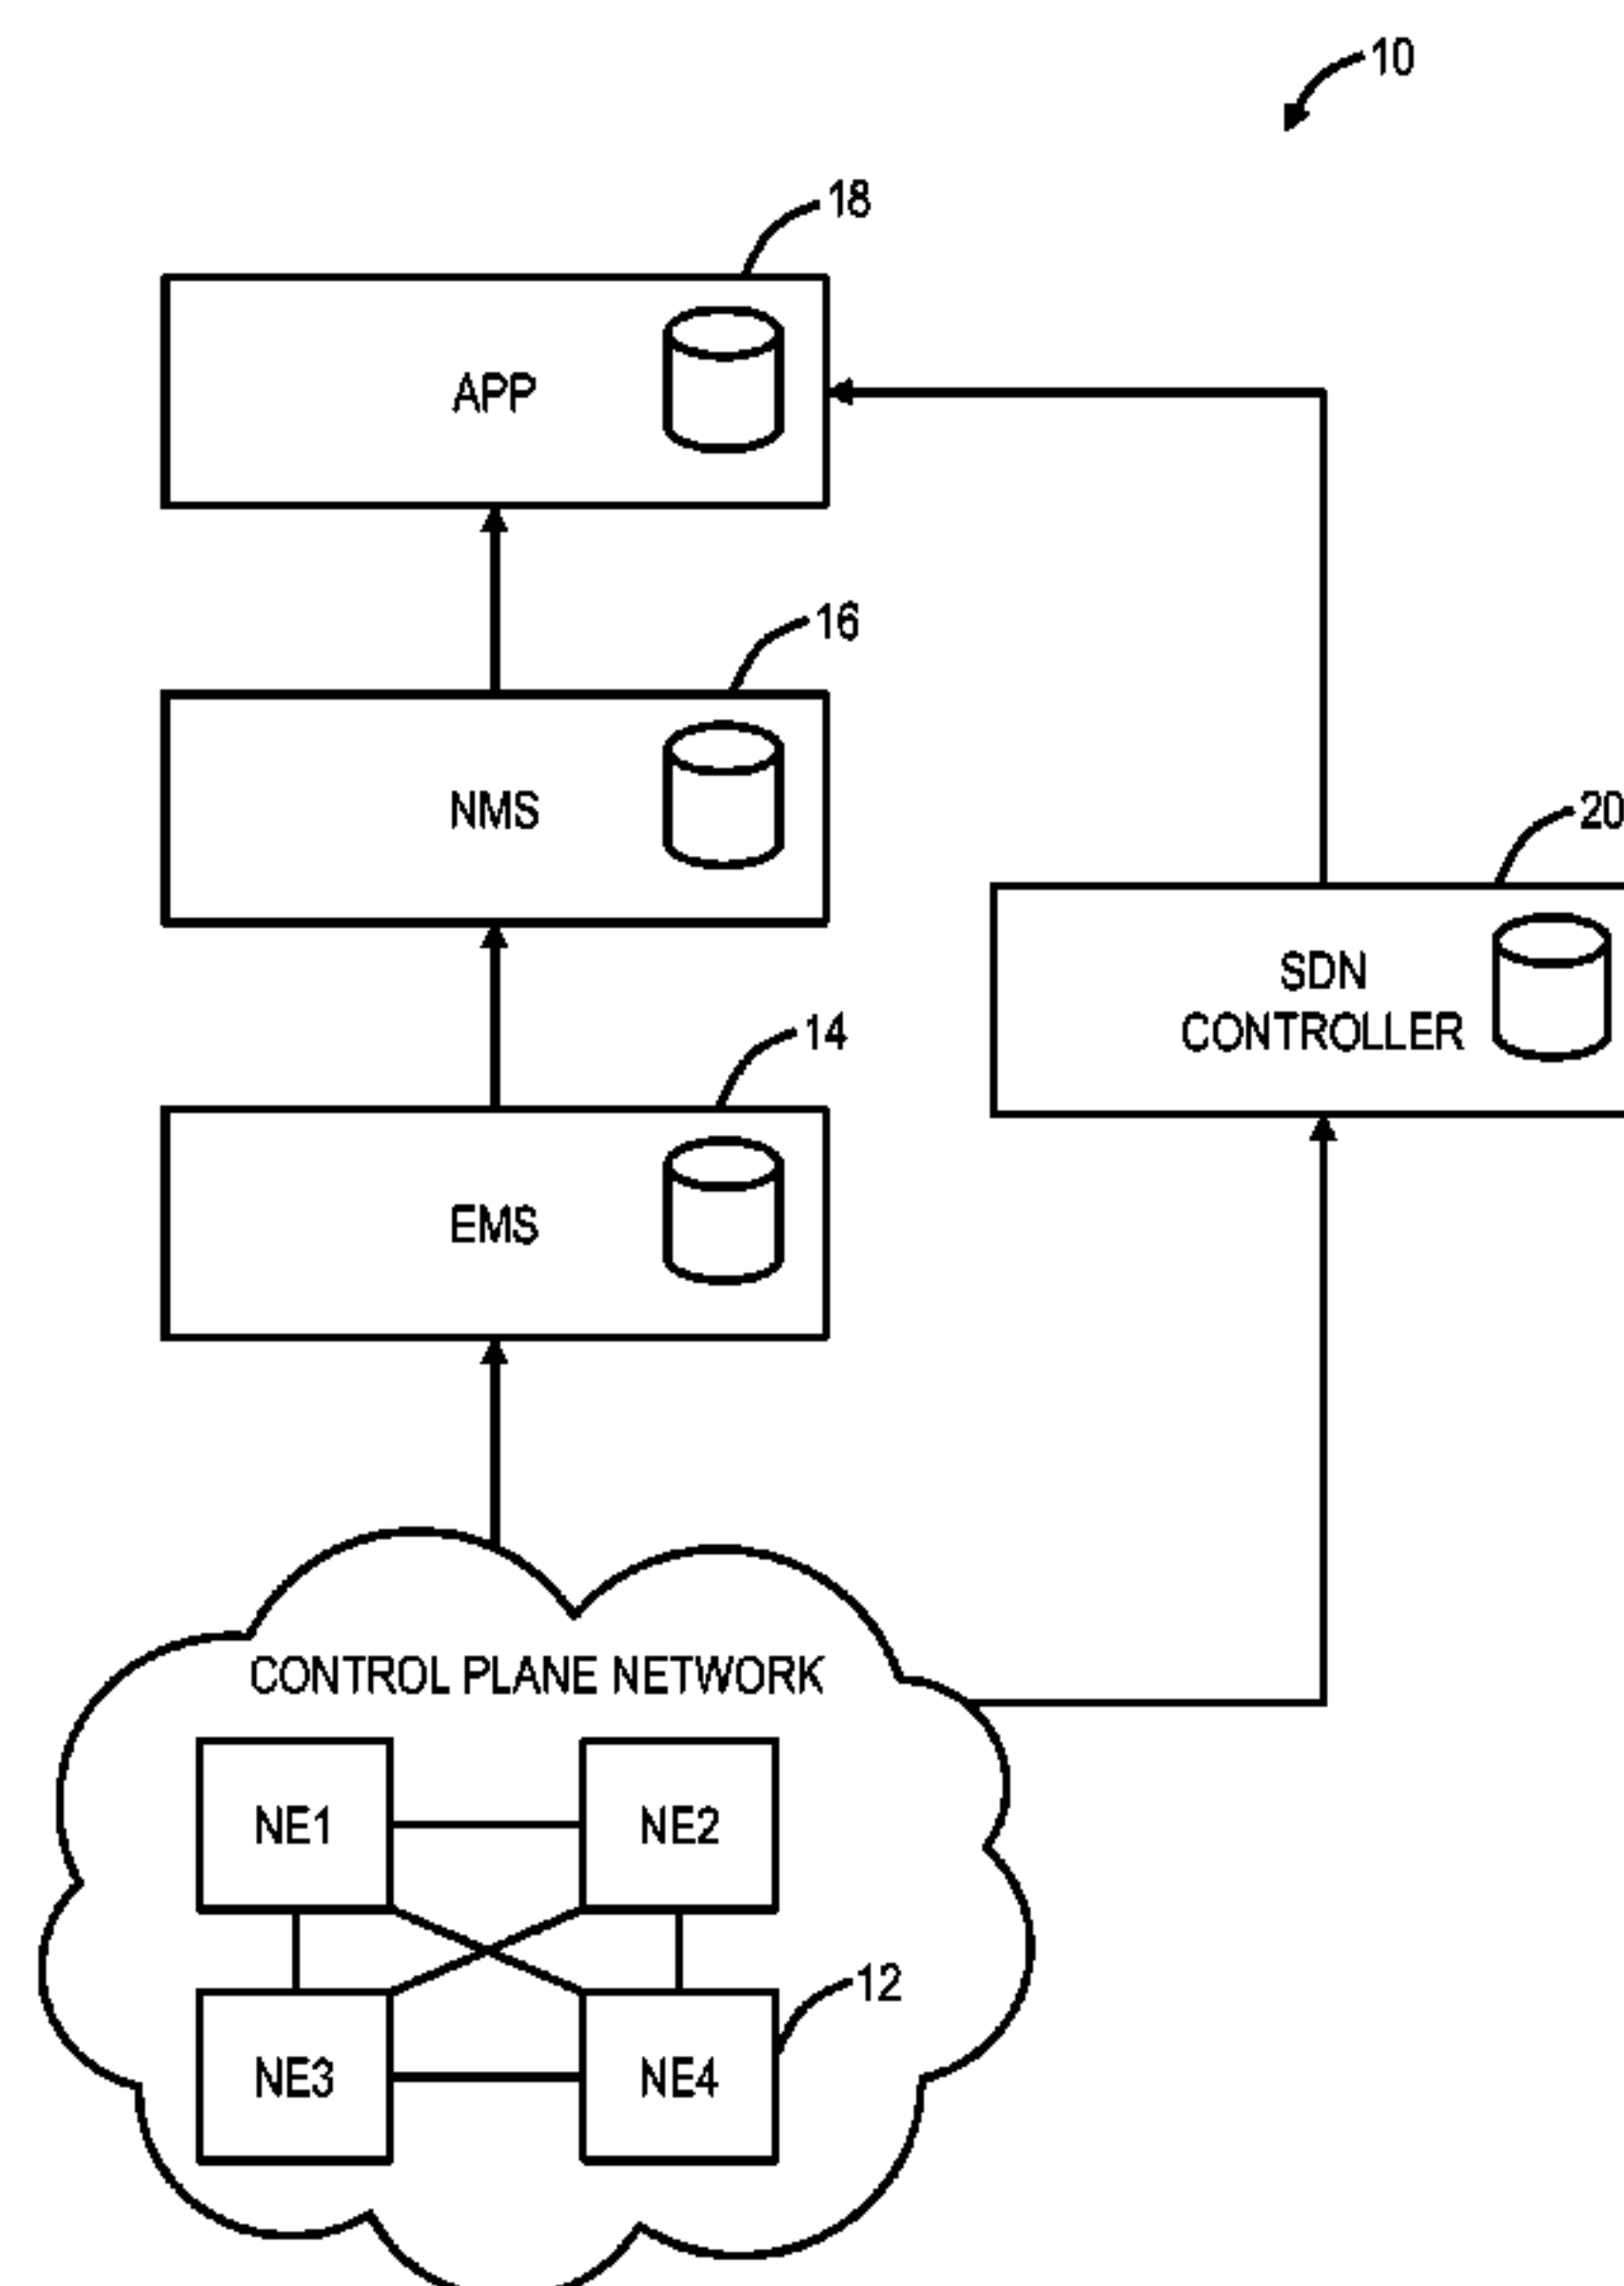 10
18
APP
16
NMS
20
SDN
CONTROLLER
14
EMS
CONTROL PLANE NETWORK
NE1
NE2
12
NE3
NE4